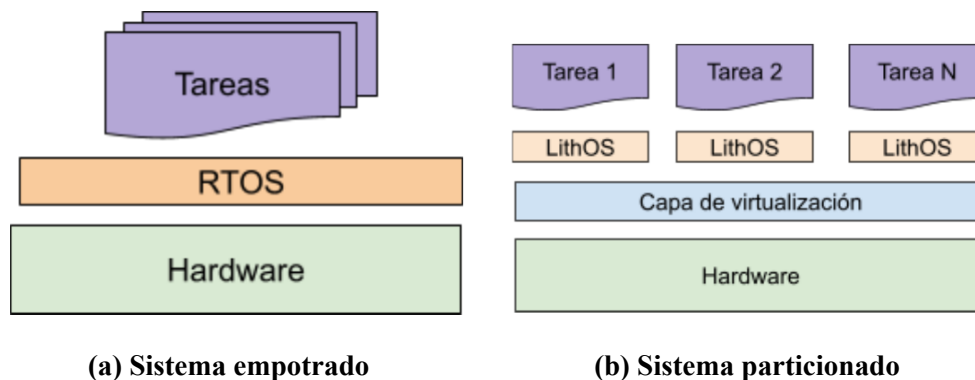 Tareas
RTOS
Hardware
(a) Sistema empotrado
Tarea 1 Tarea 2 Tarea N
LithOS LithOS LithOS
Capa de virtualización
Hardware
(b) Sistema particionado